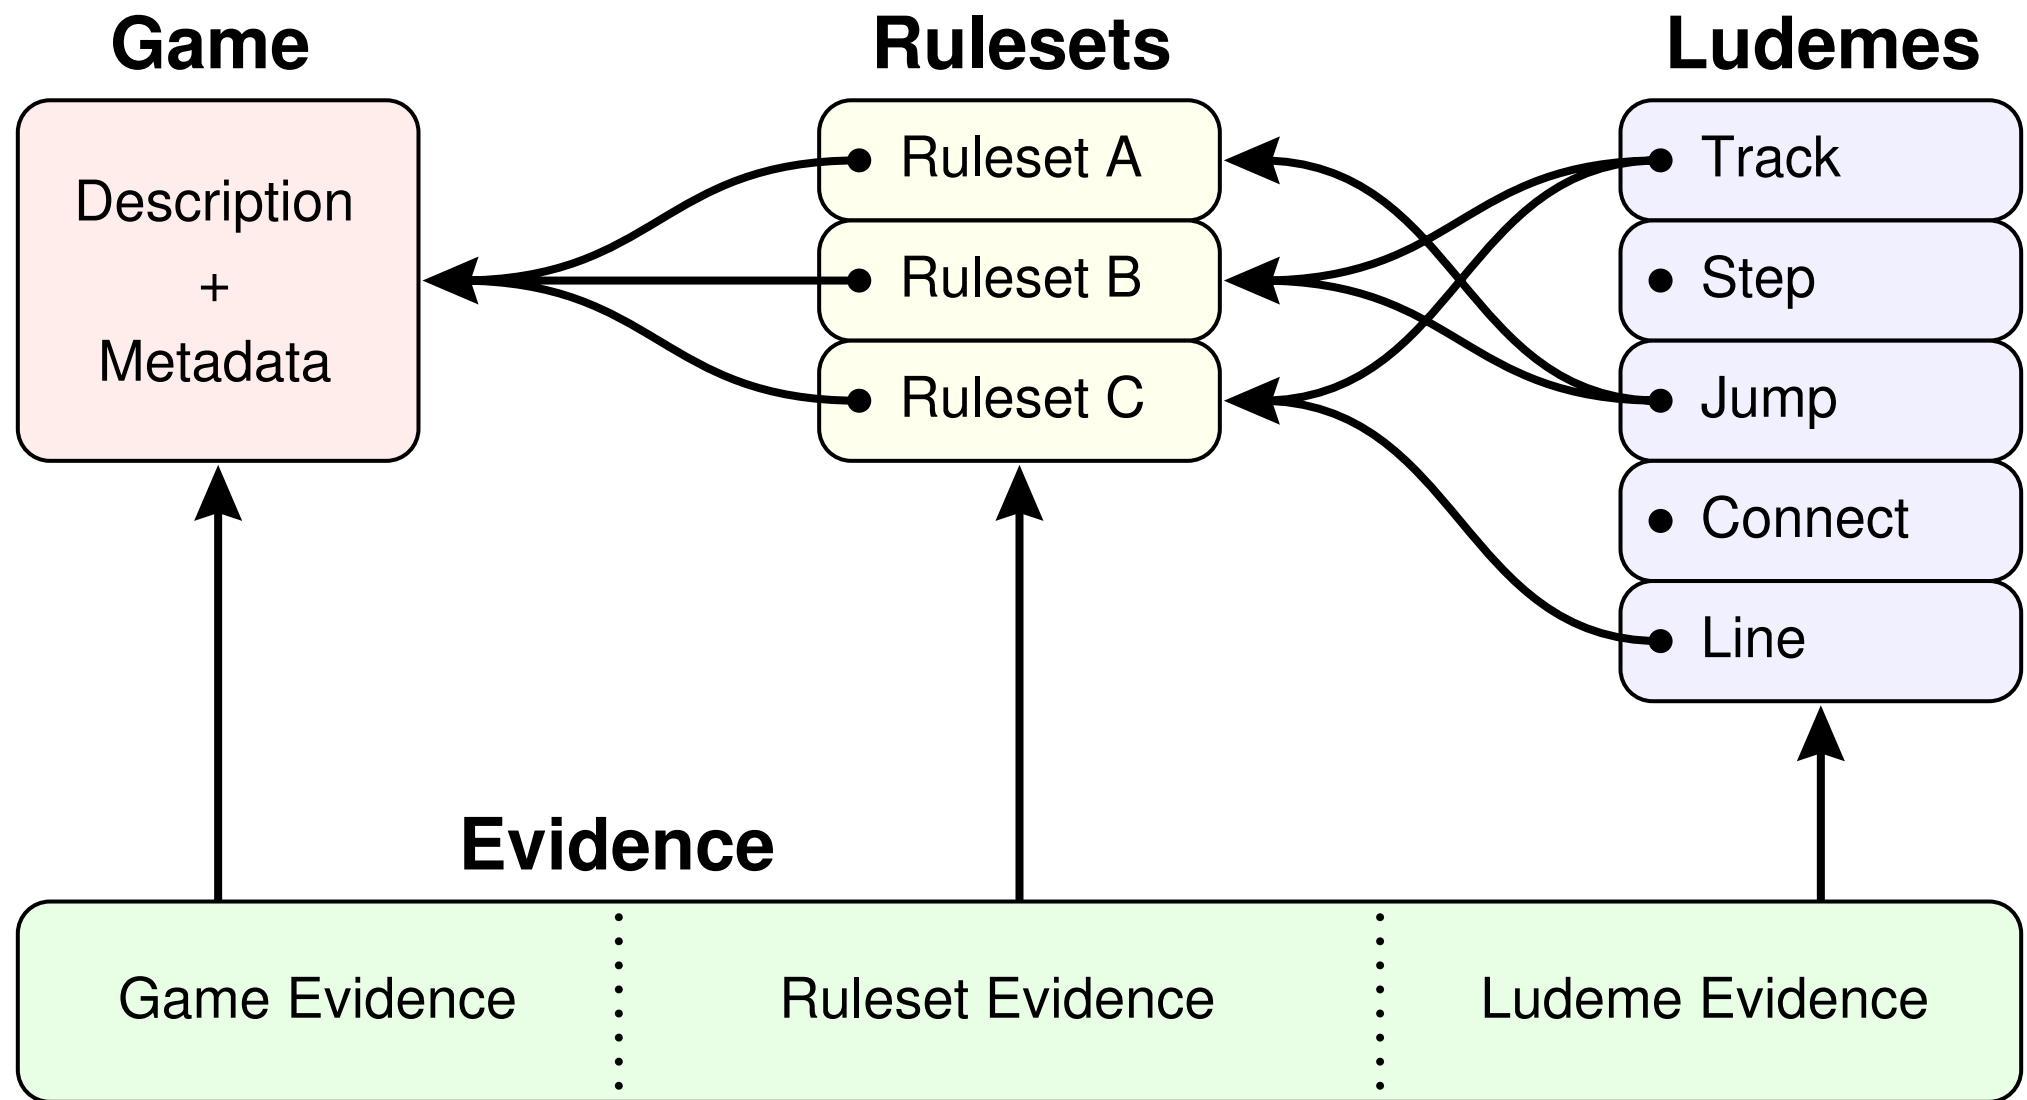 Game
Rulesets
Ludemes
Description
+
Metadata
Ruleset A
Ruleset B
Ruleset C
Track
Step
Jump
Connect
Line
Evidence
Game Evidence
Ruleset Evidence
Ludeme Evidence